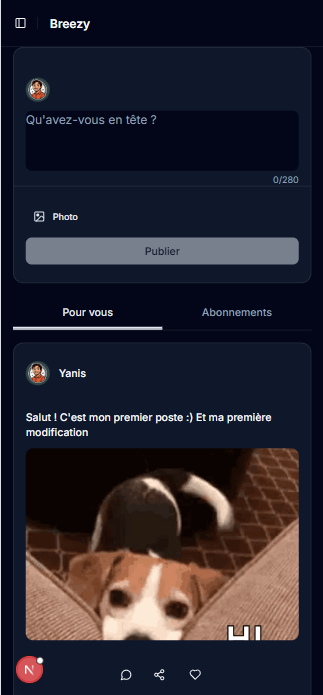 Breezy
Qu'avez-vous en tête ?
0/280
Photo
Publier
Pour vous
Abonnements
Yanis
Salut ! C'est mon premier poste :) Et ma première
modification
HI
N